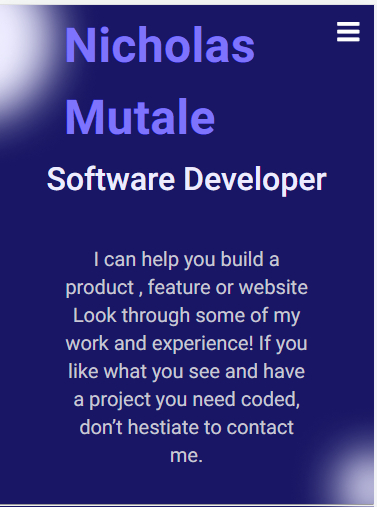 Nicholas
Mutale
Software Developer
I can help you build a
product , feature or website
Look through some of my
work and experience! If you
like what you see and have
a project you need coded,
don’t hestiate to contact
me.